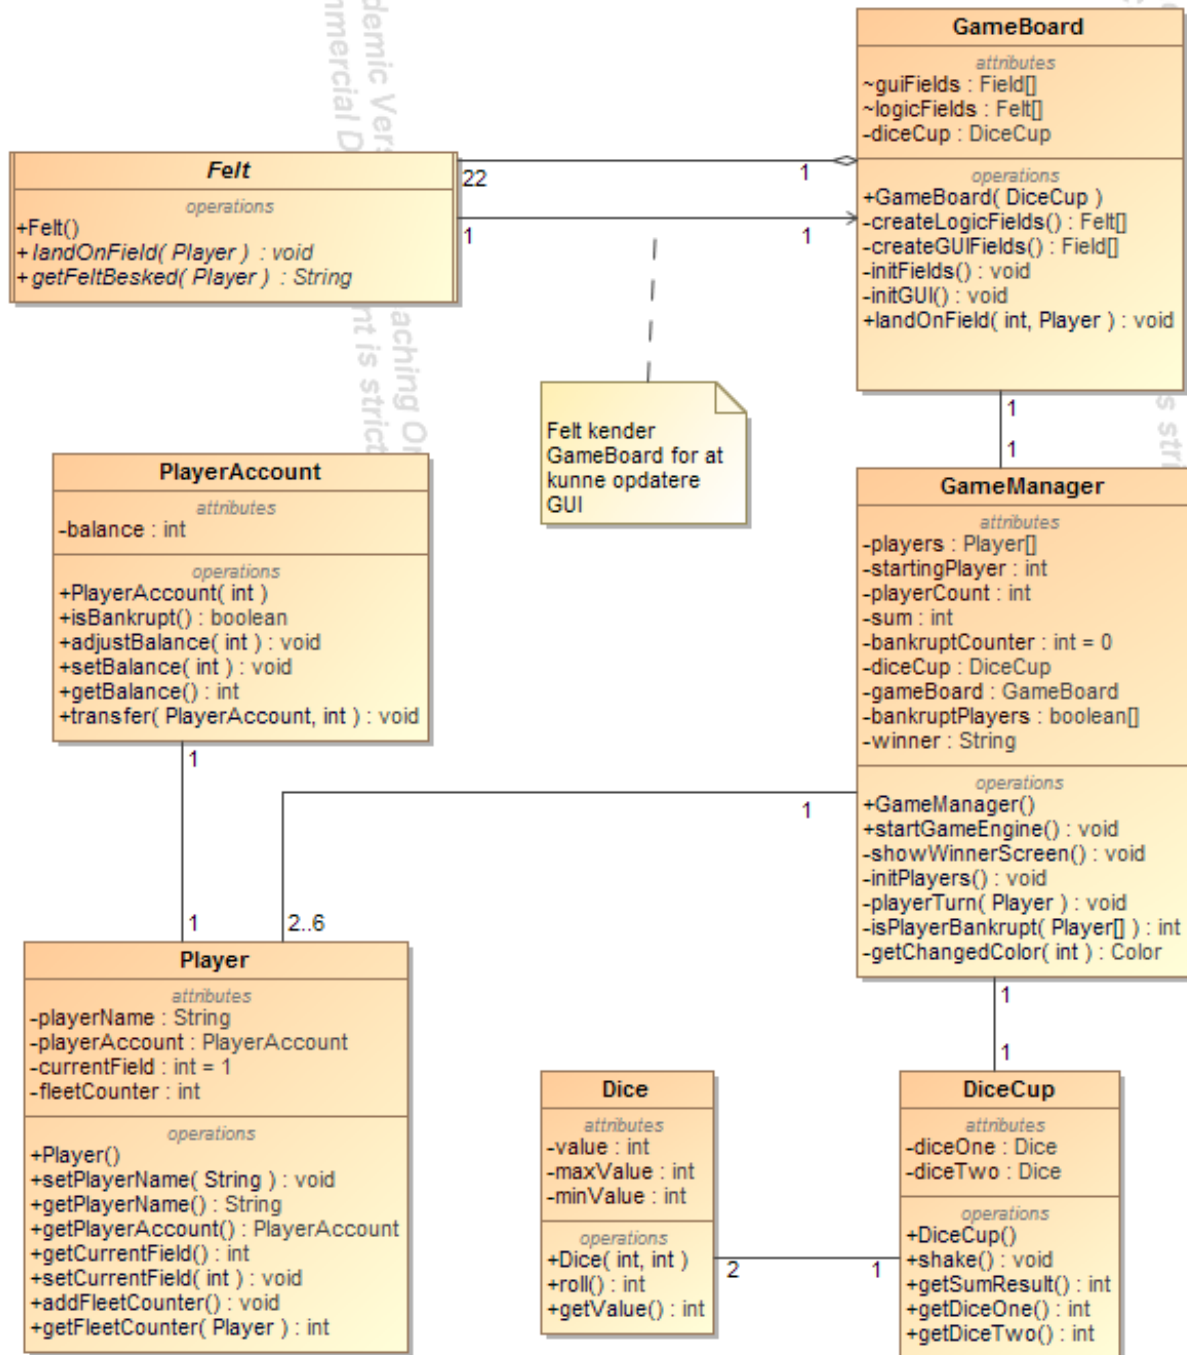 demic Vers
mmercial D
aching On
nt is strict
s stri
GameBoard
attributes
~guiFields : Field[]
~logicFields : Felt[]
-diceCup : DiceCup
operations
+GameBoard( DiceCup )
-createLogicFields() : Felt[]
-createGUIFields() : Field[]
-initFields() : void
-initGUI() : void
+landOnField( int, Player ) : void
Felt
operations
+Felt()
+landOnField( Player ) : void
+getFeltBesked( Player ) : String
22
1
1
1
Felt kender
GameBoard for at
kunne opdatere
GUI
1
1
PlayerAccount
attributes
-balance : int
operations
+PlayerAccount( int )
+isBankrupt() : boolean
+adjustBalance( int ) : void
+setBalance( int ) : void
+getBalance() : int
+transfer( PlayerAccount, int ) : void
GameManager
attributes
-players : Player[]
-startingPlayer : int
-playerCount : int
-sum : int
-bankruptCounter : int = 0
-diceCup : DiceCup
-gameBoard : GameBoard
-bankruptPlayers : boolean[]
-winner : String
operations
+GameManager()
+startGameEngine() : void
-showWinnerScreen() : void
-initPlayers() : void
-playerTurn( Player ) : void
-isPlayerBankrupt( Player[] ) : int
-getChangedColor( int ) : Color
1
1
1
2..6
Player
attributes
-playerName : String
-playerAccount : PlayerAccount
-currentField : int = 1
-fleetCounter : int
operations
+Player()
+setPlayerName( String ) : void
+getPlayerName() : String
+getPlayerAccount() : PlayerAccount
+getCurrentField() : int
+setCurrentField( int ) : void
+addFleetCounter() : void
+getFleetCounter( Player ) : int
1
1
Dice
attributes
-value : int
-maxValue : int
-minValue : int
operations
+Dice( int, int )
+roll() : int
+getValue() : int
2
1
DiceCup
attributes
-diceOne : Dice
-diceTwo : Dice
operations
+DiceCup()
+shake() : void
+getSumResult() : int
+getDiceOne() : int
+getDiceTwo() : int